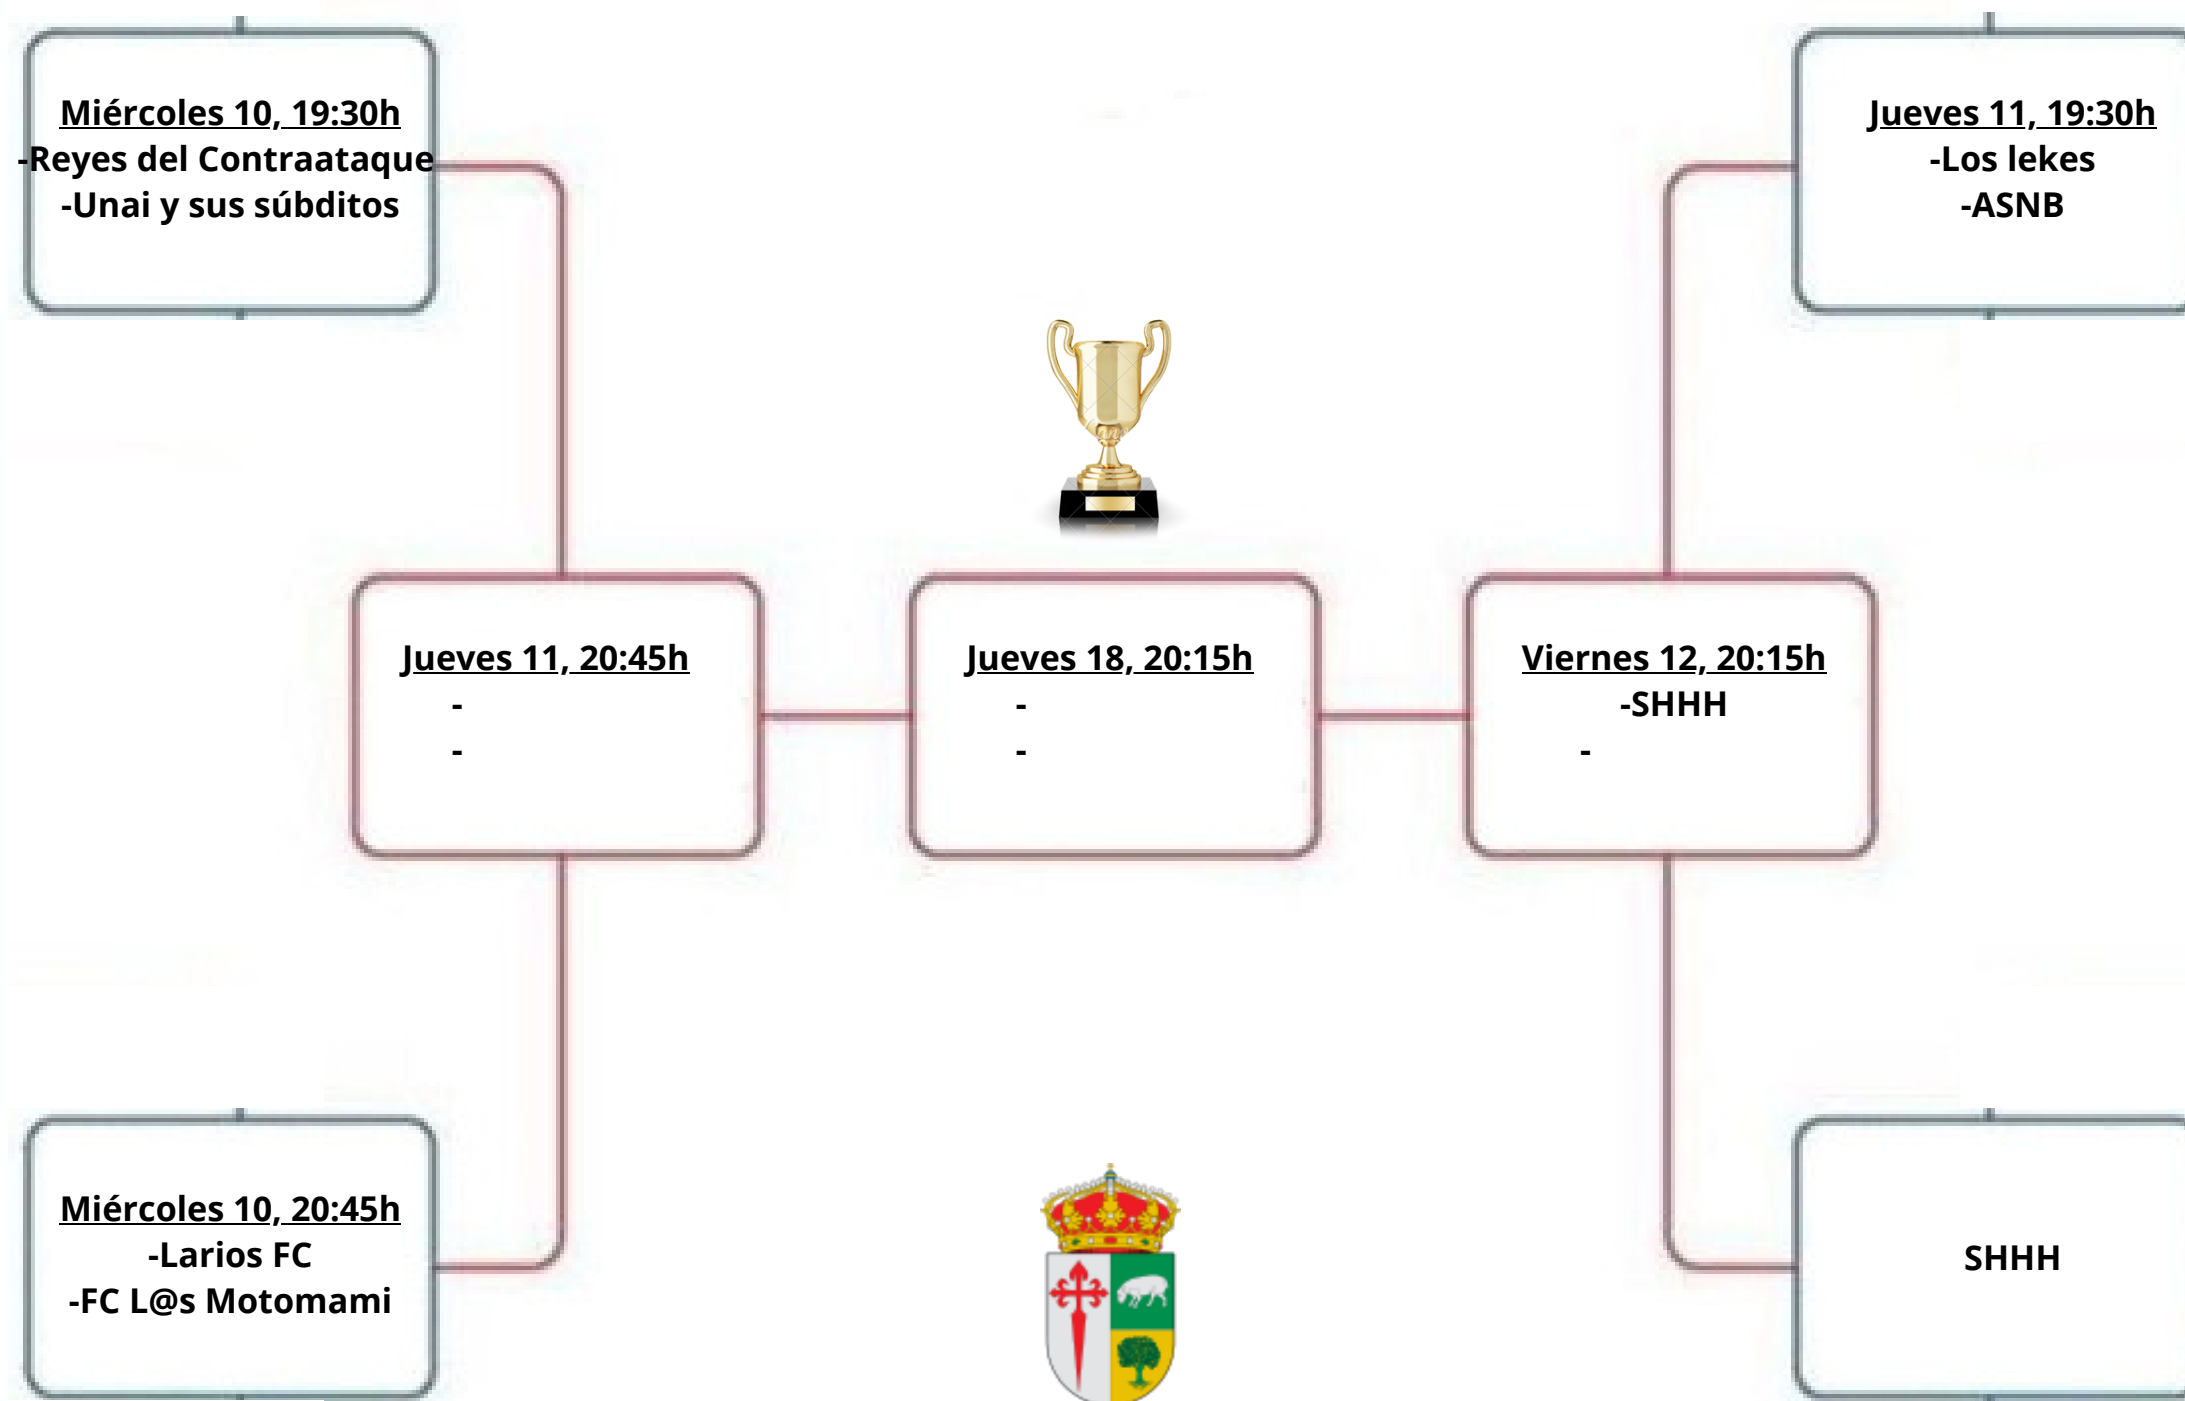 Miércoles 10, 19:30h
-Reyes del Contraataque
-Unai y sus súbditos
Jueves 11, 19:30h
-Los lekes
-ASNB
Jueves 11, 20:45h
-
-
Jueves 18, 20:15h
-
-
Viernes 12, 20:15h
-SHHH
-
Miércoles 10, 20:45h
-Larios FC
-FC L@s Motomami
SHHH